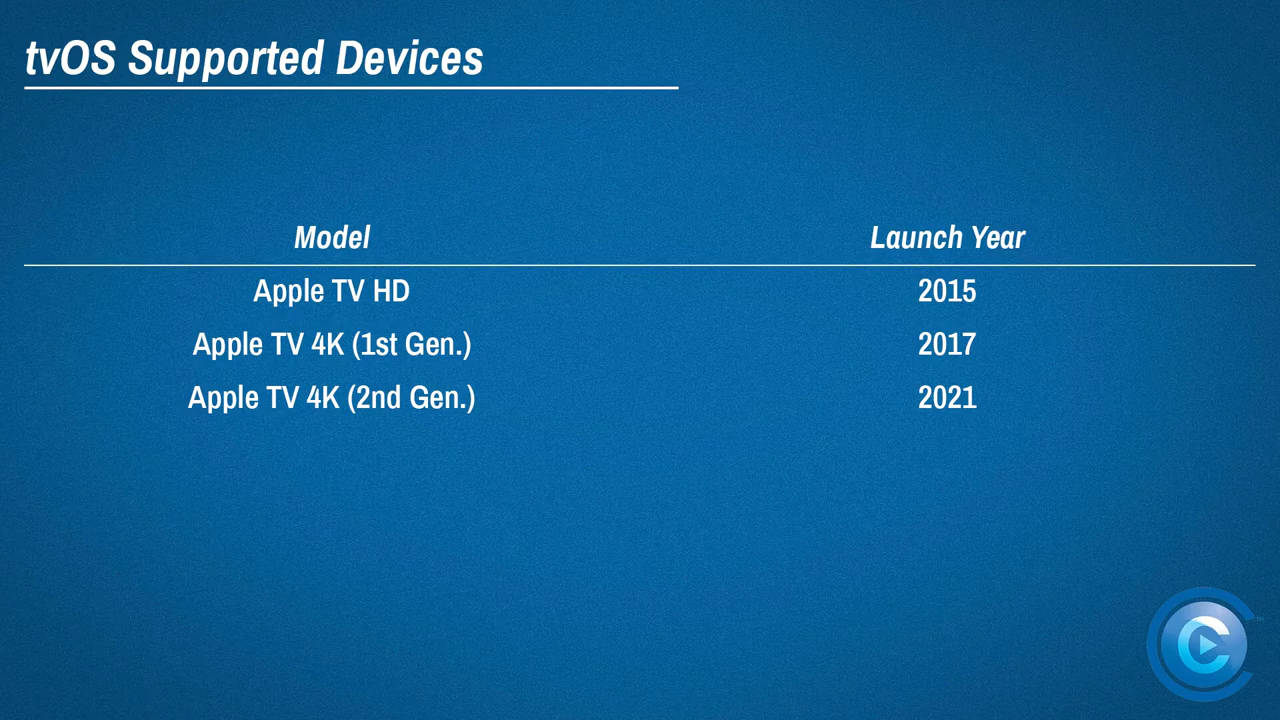 tvOS Supported Devices
Model Launch Year
Apple TV HD 2015
Apple TV 4K (1st Gen.) 2017
Apple TV 4K (2nd Gen.) 2021